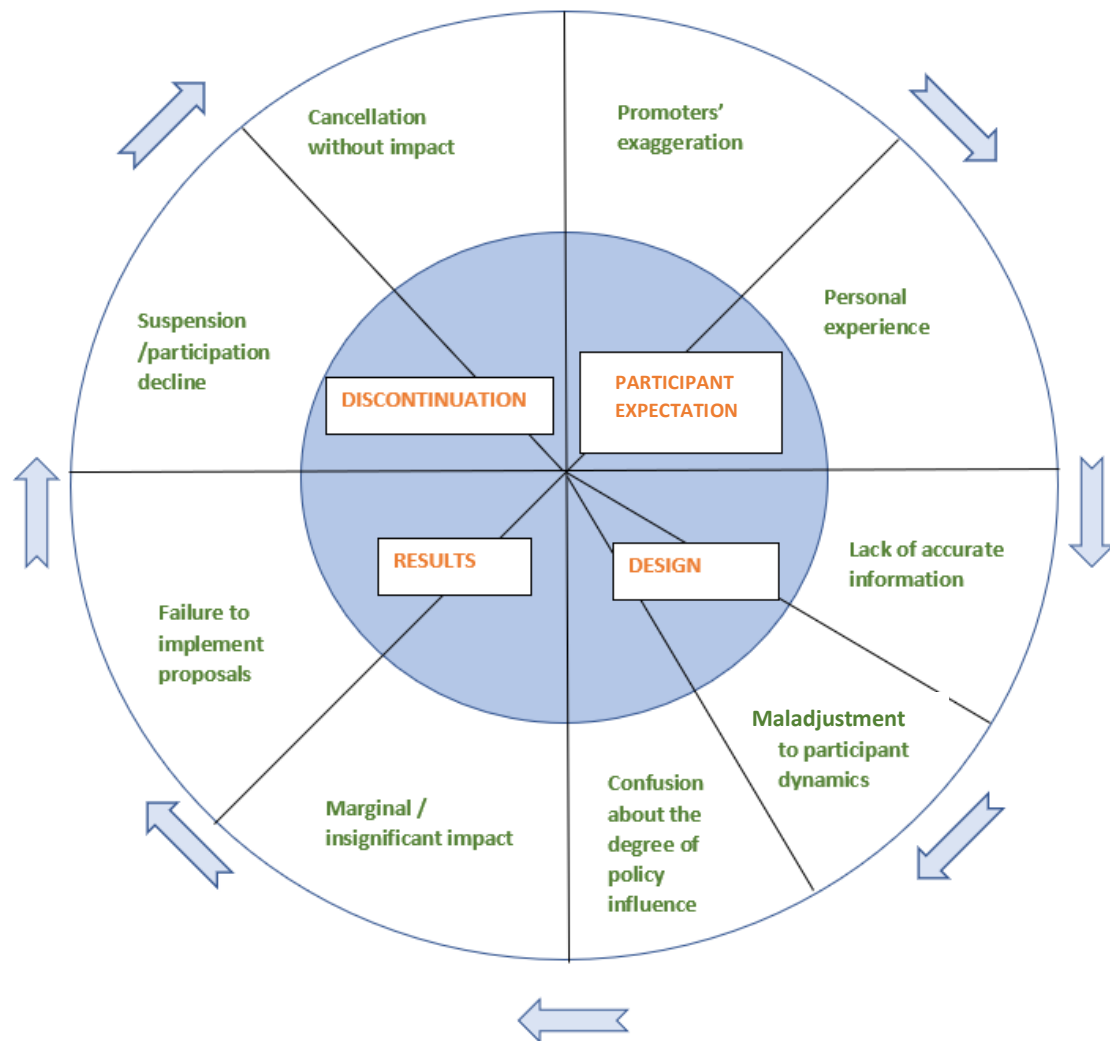 Cancellation
without impact
Promoters'
exaggeration
Suspension
/participation
decline
Personal
experience
DISCONTINUATION
PARTICIPANT
EXPECTATION
RESULTS
DESIGN
Lack of accurate
information
Failure to
implement
proposals
Maladjustment
to participant
dynamics
Marginal /
insignificant impact
Confusion
about the
degree of
policy
influence